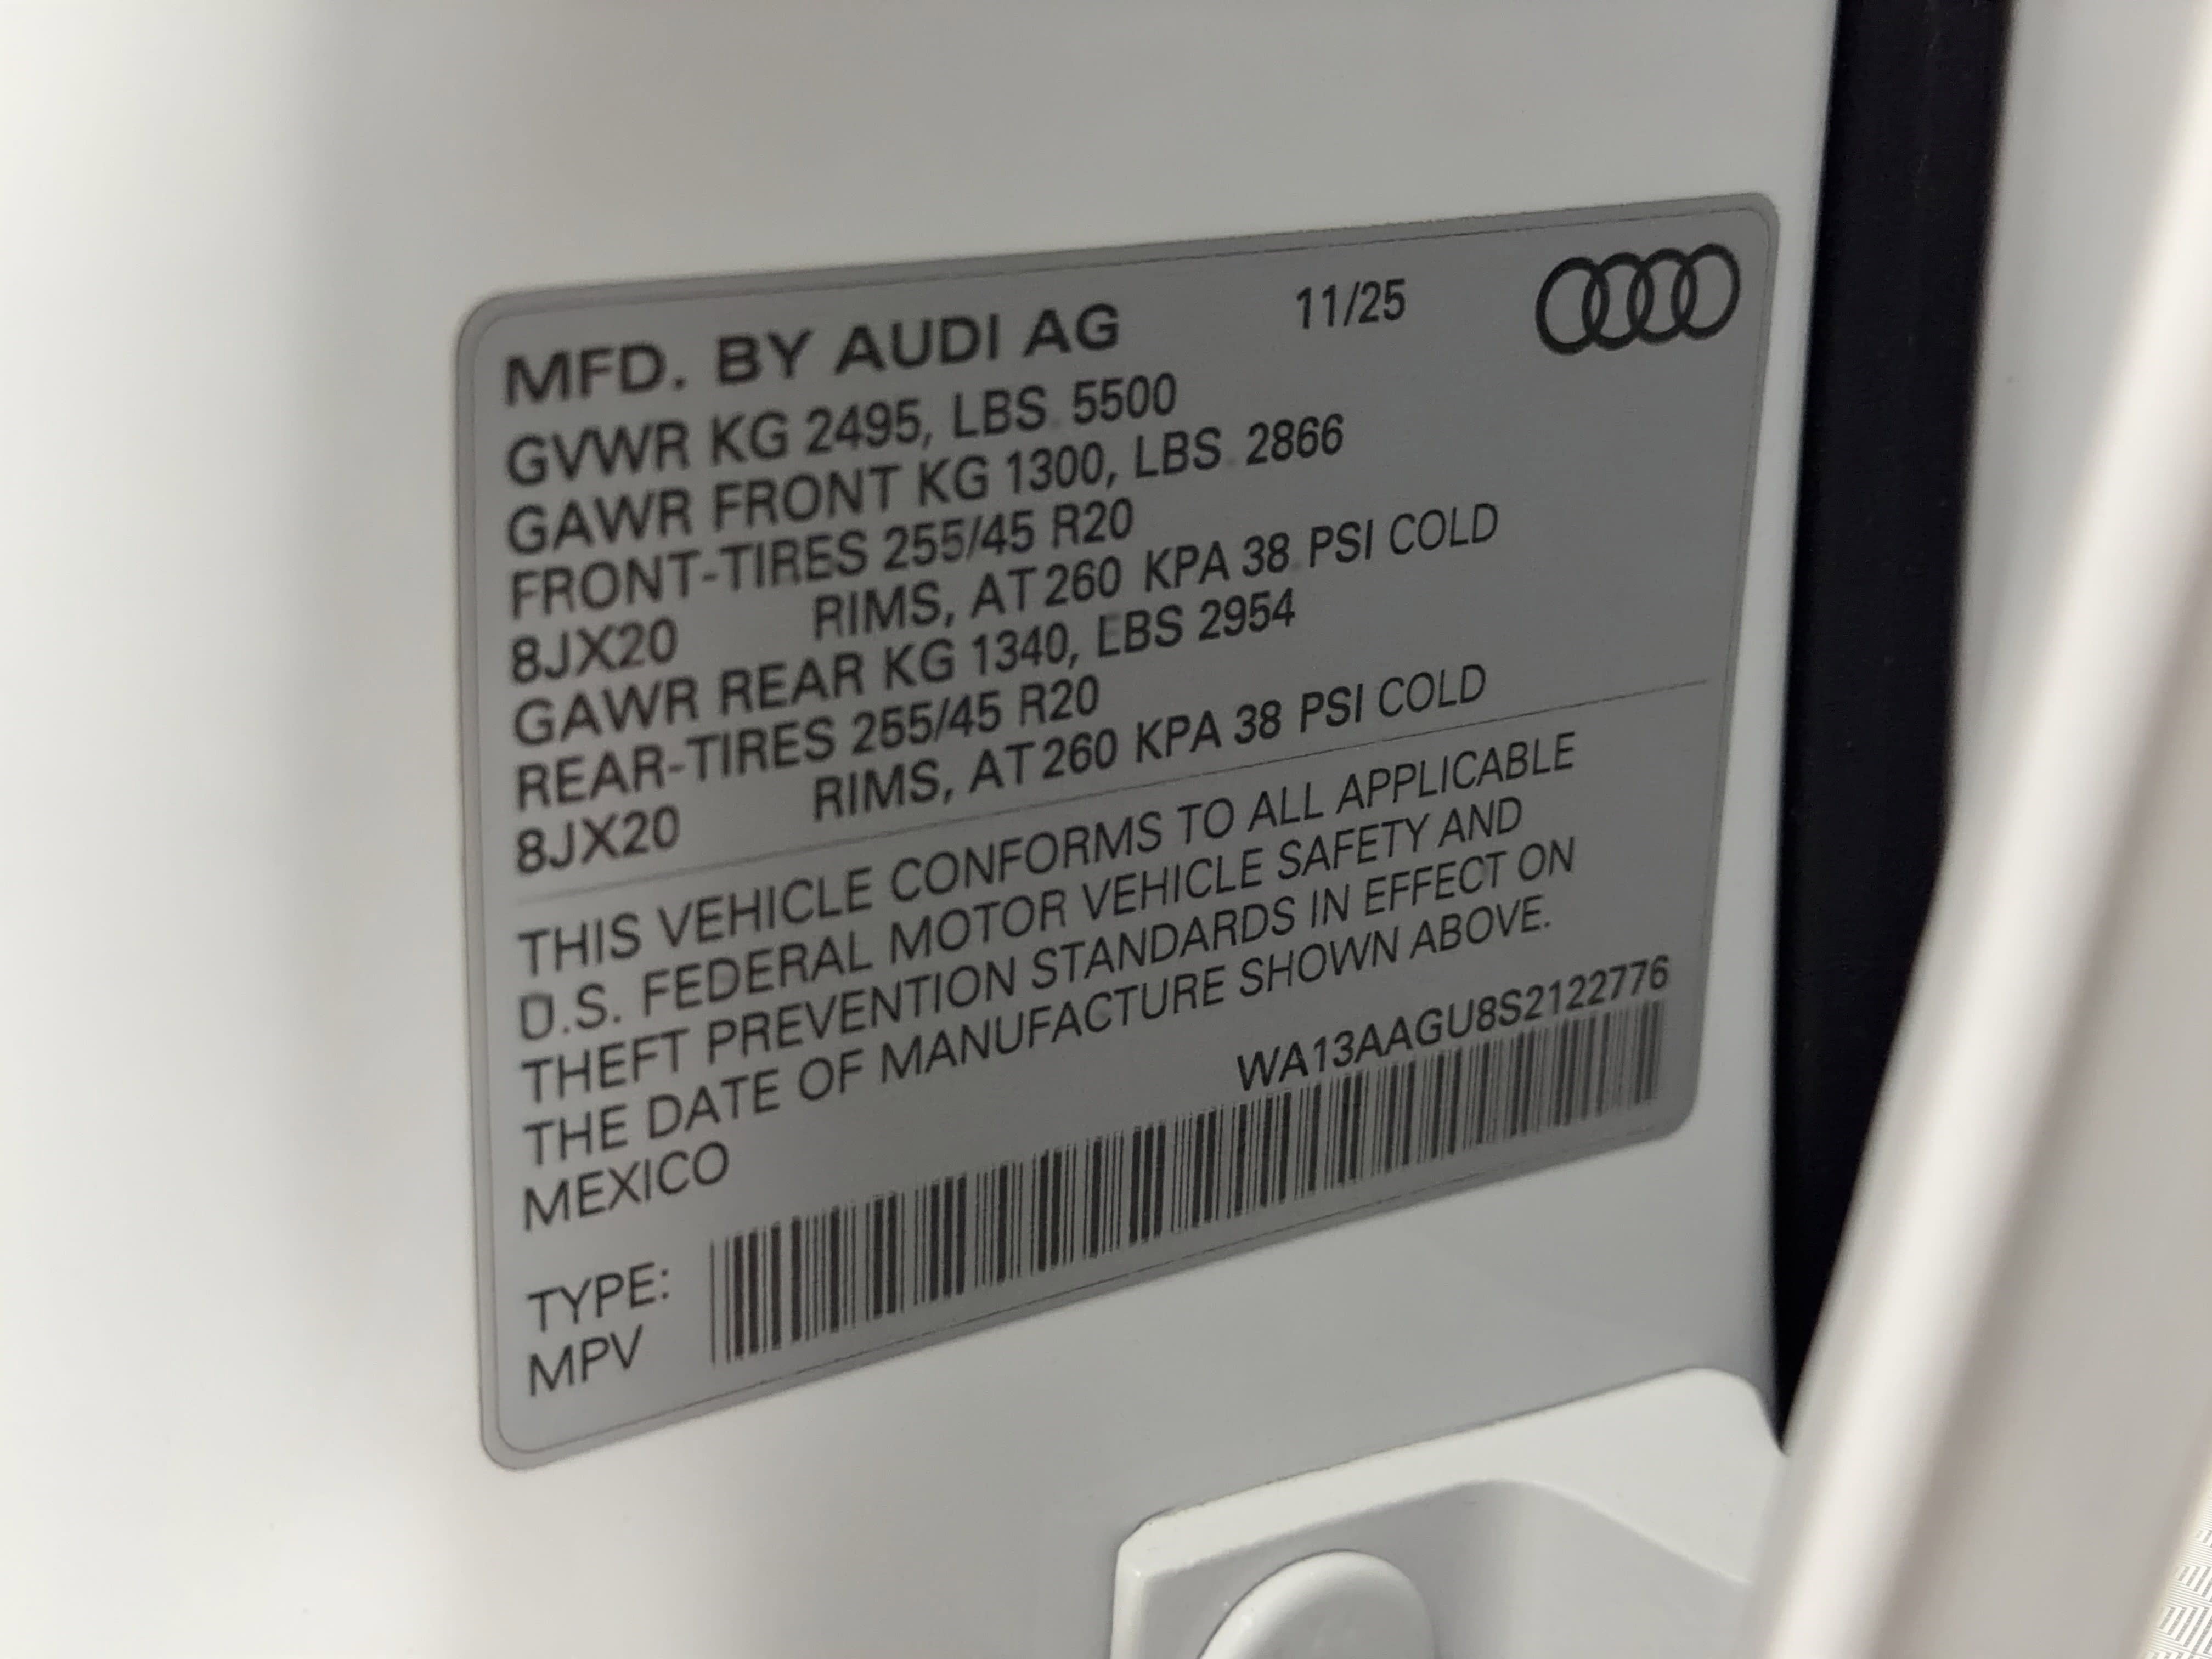 MFD. BY AUDI AG 11/25
GVWR KG 2495, LBS 5500
GAWR FRONT KG 1300, LBS 2866
FRONT-TIRES 255/45 R20
8JX20 RIMS, AT 260 KPA 38 PSI COLD
GAWR REAR KG 1340, LBS 2954
REAR-TIRES 255/45 R20
8JX20 RIMS, AT 260 KPA 38 PSI COLD
THIS VEHICLE CONFORMS TO ALL APPLICABLE
U.S. FEDERAL MOTOR VEHICLE SAFETY AND
THEFT PREVENTION STANDARDS IN EFFECT ON
THE DATE OF MANUFACTURE SHOWN ABOVE.
MEXICO WA13AAGU8S2122776
TYPE:
MPV